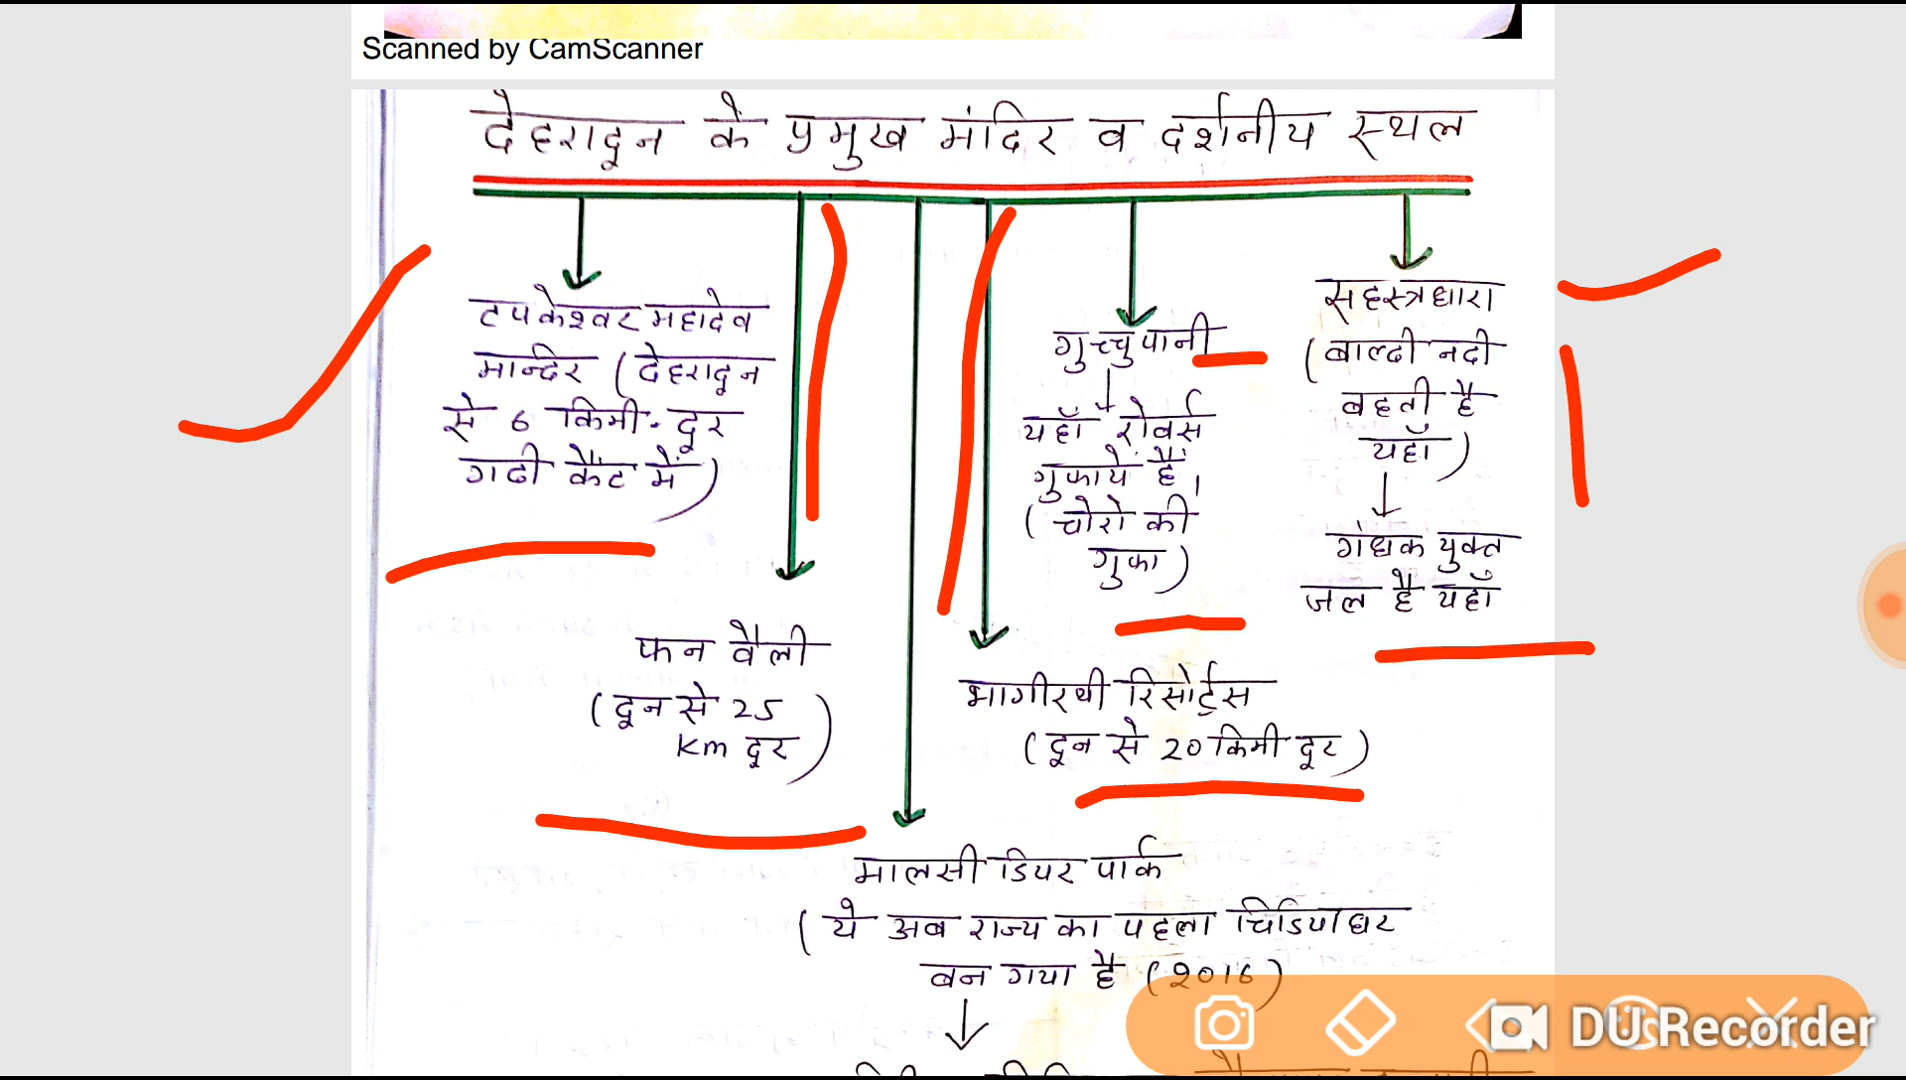 Scanned by CamScanner
देहरादून के प्रमुख मंदिर व दर्शनीय स्थल
टपकेश्वर महादेव
मान्दिर (देहरादून
से 6 किमी. दूर
गढी कैंट में)
फन वैली
(दून से 25
km दूर)
मालसी डियर पार्क
(ये अब राज्य का पहला चिडियाघर
बन गया है (2016)
भागीरथी रिसोर्ट्स
(दून से 20 किमी दूर)
गुच्चुपानी
यहाँ रोवर्स
गुफायें हैं।
(चोरो की
गुफा)
सहस्त्रधारा
(बाल्दी नदी
बहती है
यहाँ)
गंधक युक्त
जल है यहाँ
DU Recorder